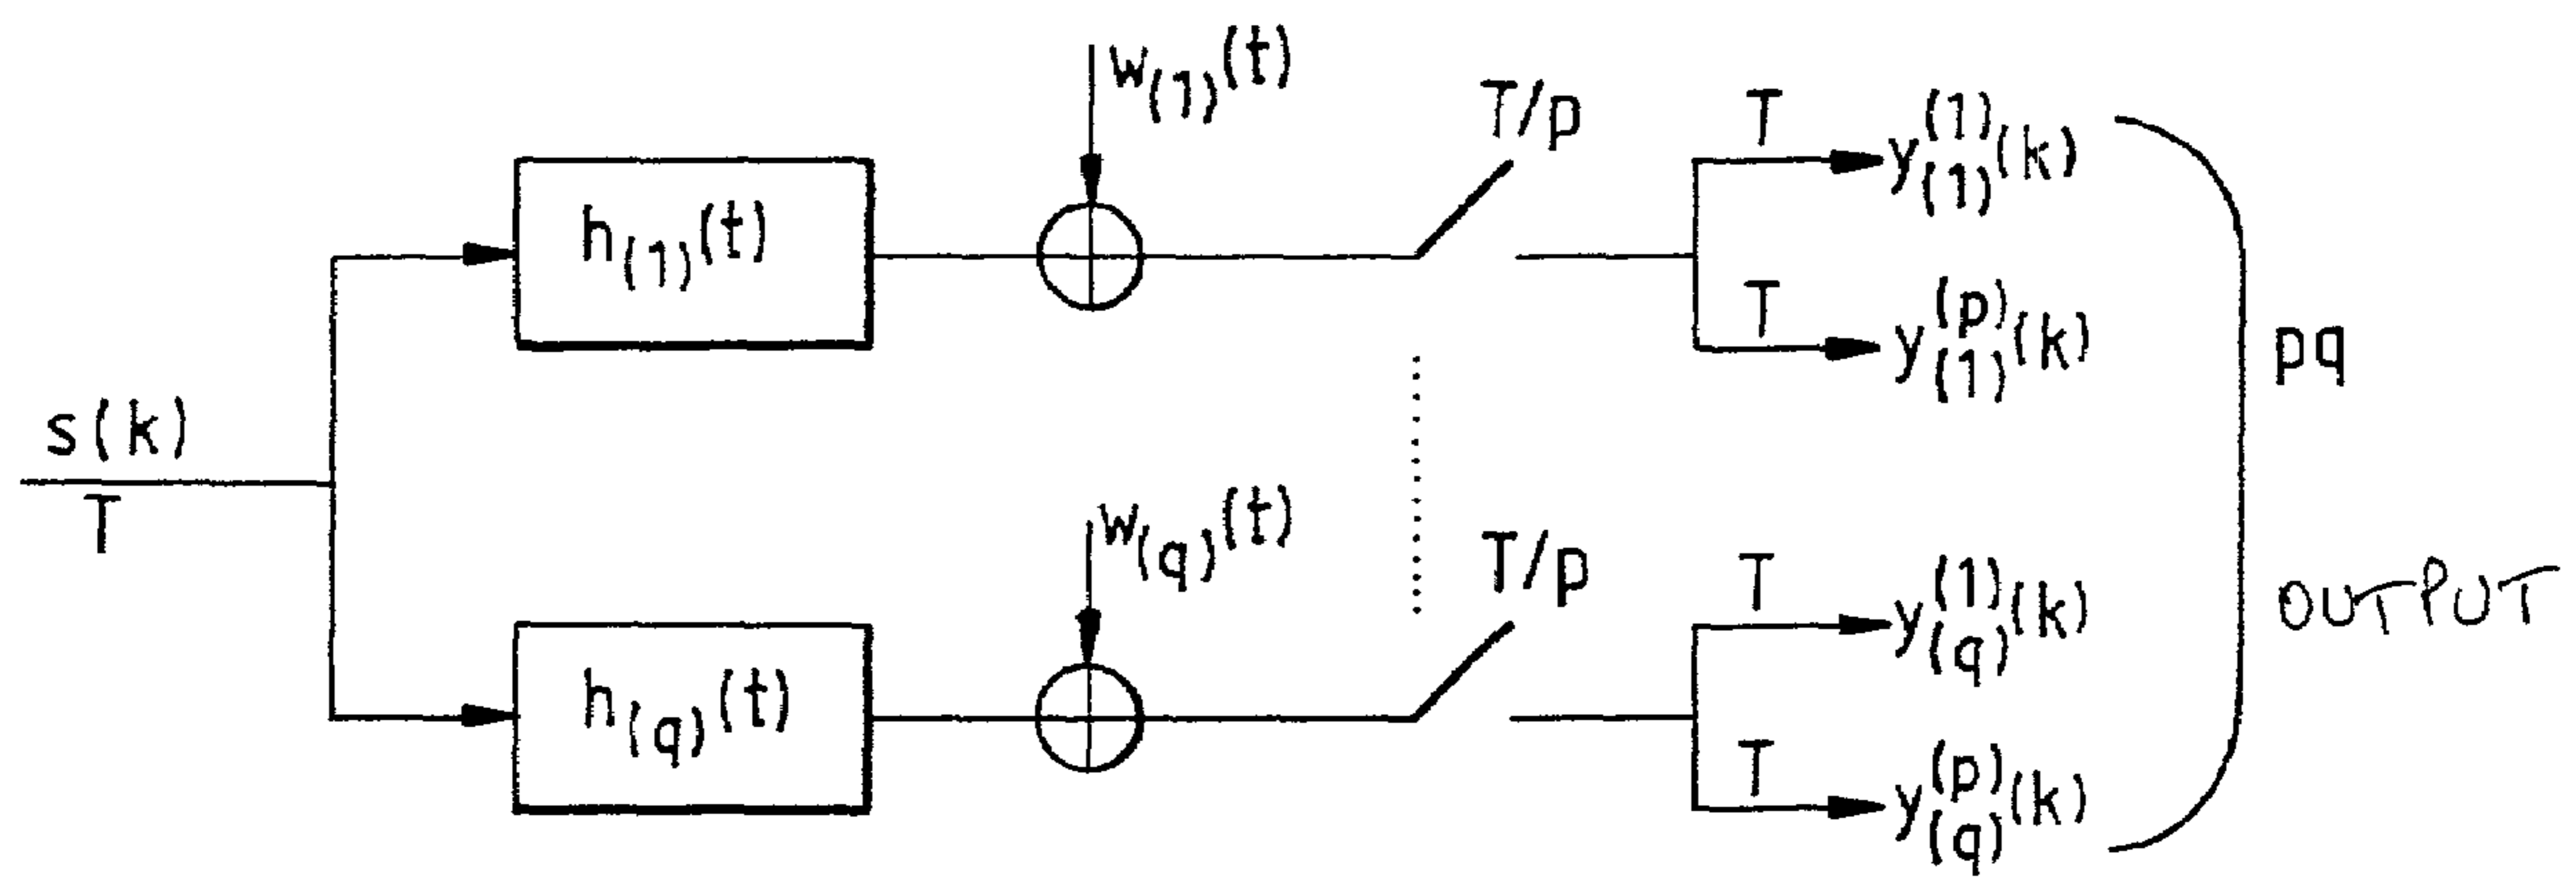 w(1)(t)
T/p
T
y(1)(1)(k)
h(1)(t)
T
y(p)(1)(k)
pq
s(k)
T
w(q)(t)
T/p
T
y(1)(q)(k)
OUTPUT
h(q)(t)
T
y(p)(q)(k)